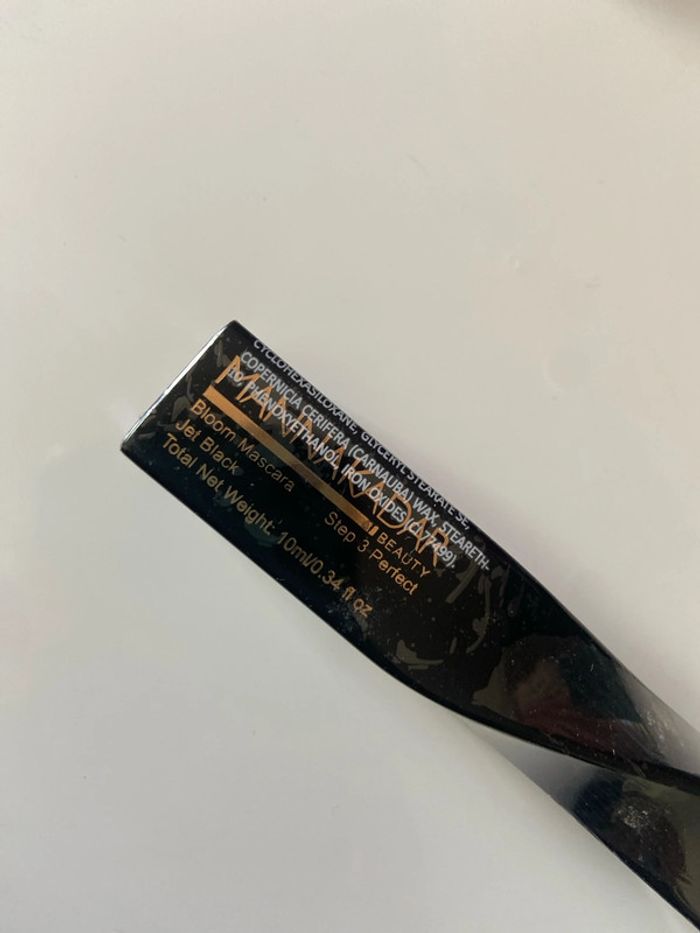 CYCLOHEXASILOXANE, GLYCERYL STEARATE SE,
COPERNICIA CERIFERA (CARNAUBA) WAX, STEARETH-
10, PHENOXYETHANOL, IRON OXIDES (CI 77499).
MANNA KADAR
BEAUTY
Bloom Mascara
Step 3 Perfect
Jet Black
Total Net Weight: 10ml/0.34 fl oz